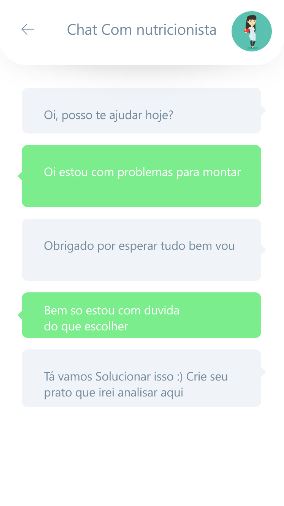 Chat Com nutricionista
Oi, posso te ajudar hoje?
Oi estou com problemas para montar
Obrigado por esperar tudo bem vou
Bem so estou com duvida
do que escolher
Tá vamos Solucionar isso :) Crie seu
prato que irei analisar aqui